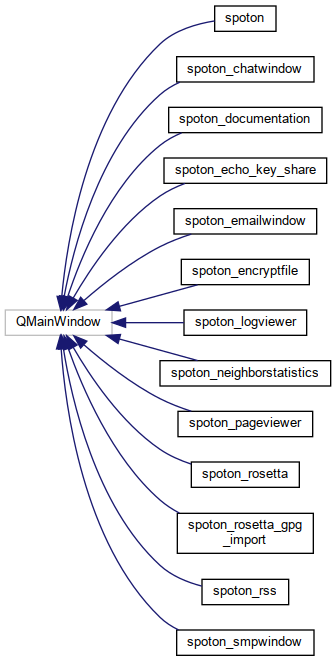 spoton
spoton_chatwindow
spoton_documentation
spoton_echo_key_share
spoton_emailwindow
spoton_encryptfile
QMainWindow
spoton_logviewer
spoton_neighborstatistics
spoton_pageviewer
spoton_rosetta
spoton_rosetta_gpg
_import
spoton_rss
spoton_smpwindow